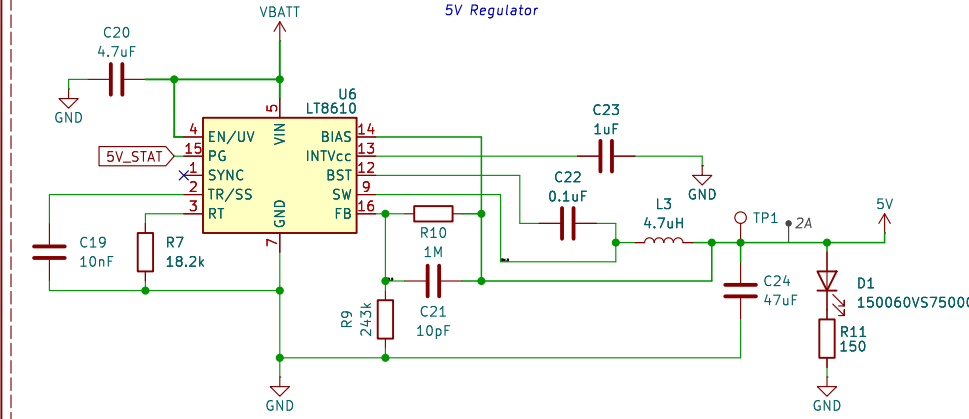 5V Regulator
VBATT
C20
4.7uF
GND
U6
LT8610
5
VIN
4
EN/UV
BIAS
14
5V_STAT
15
PG
INTVcc
13
1
SYNC
BST
12
2
TR/SS
SW
9
3
RT
FB
16
GND
7
C23
1uF
GND
C22
0.1uF
L3
4.7uH
TP1
2A
5V
C19
10nF
R7
18.2k
R10
1M
C21
10pF
R9
243k
C24
47uF
D1
150060VS7500
R11
150
GND
GND